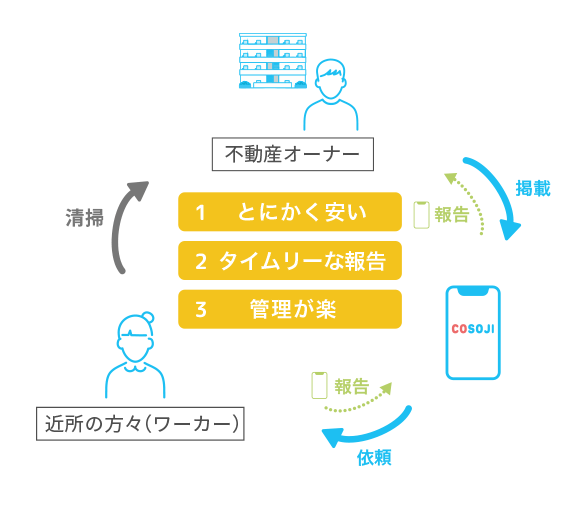 不動産オーナー
掲載
報告
清掃
1 とにかく安い
2 タイムリーな報告
3 管理が楽
COSOJI
報告
近所の方々(ワーカー)
依頼